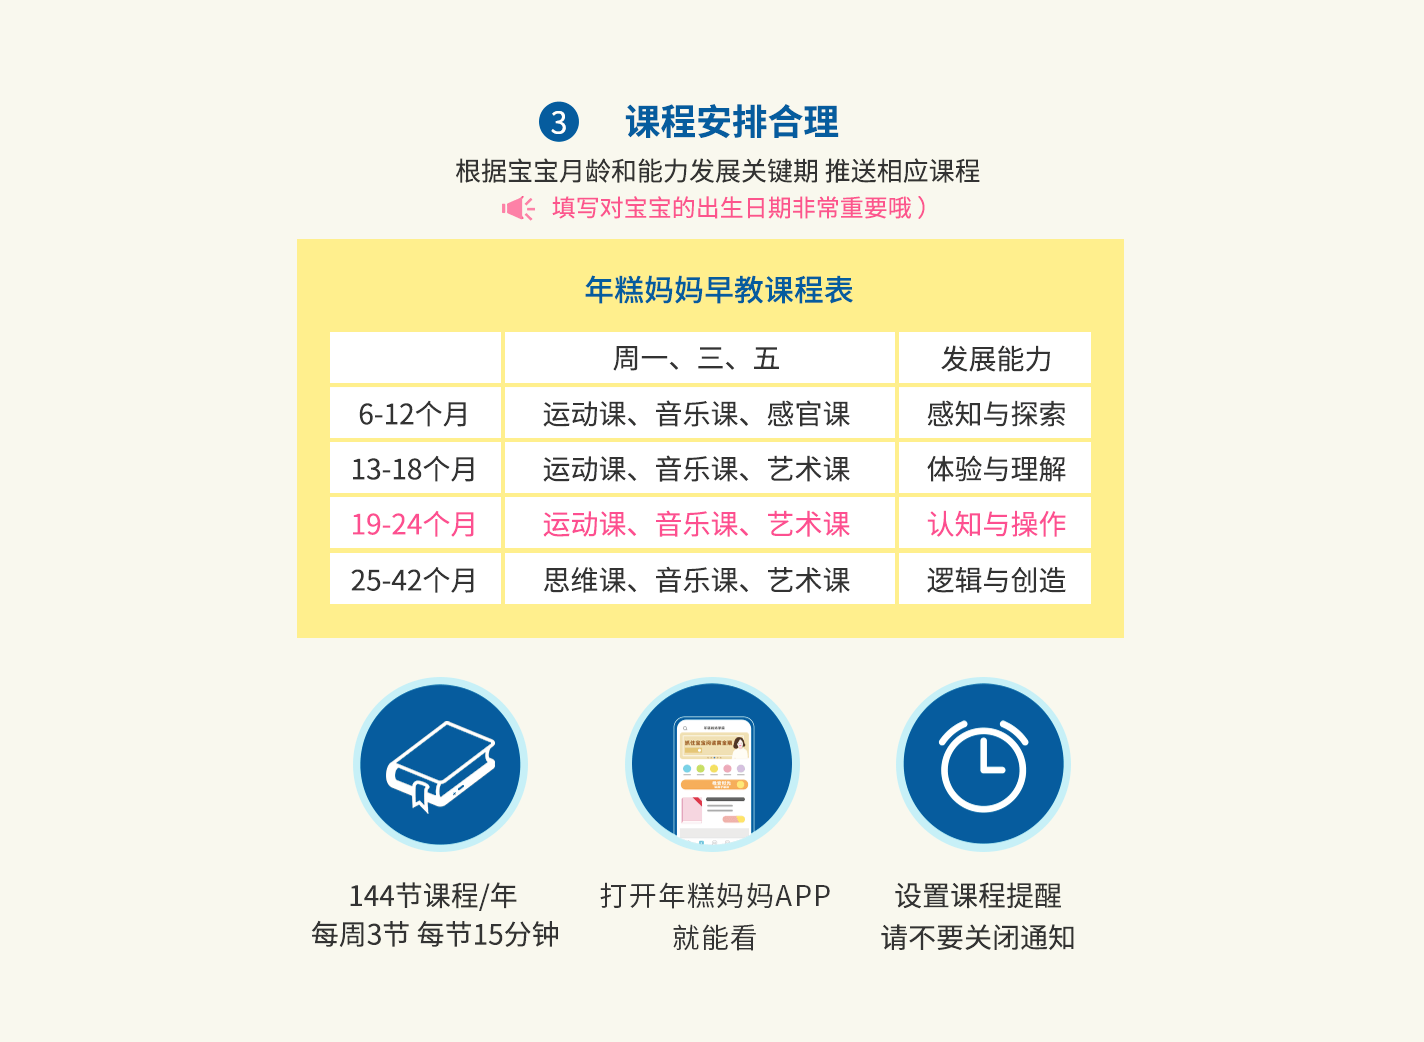 3 课程安排合理
根据宝宝月龄和能力发展关键期 推送相应课程
填写对宝宝的出生日期非常重要哦 )
年糕妈妈早教课程表
周一、三、五 发展能力
6-12个月 运动课、音乐课、感官课 感知与探索
13-18个月 运动课、音乐课、艺术课 体验与理解
19-24个月 运动课、音乐课、艺术课 认知与操作
25-42个月 思维课、音乐课、艺术课 逻辑与创造
144节课程/年
每周3节 每节15分钟
打开年糕妈妈APP
就能看
设置课程提醒
请不要关闭通知